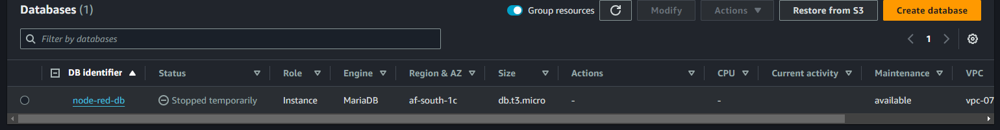 Databases (1)
Group resources
Modify
Actions
Restore from S3
Create database
Filter by databases
1
DB identifier Status Role Engine Region & AZ Size Actions CPU Current activity Maintenance VPC
node-red-db Stopped temporarily Instance MariaDB af-south-1c db.t3.micro - - available vpc-07